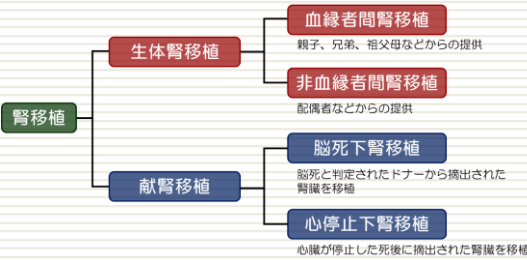 腎移植
生体腎移植
血縁者間腎移植
親子、兄弟、祖父母などからの提供
非血縁者間腎移植
配偶者などからの提供
献腎移植
脳死下腎移植
脳死と判定されたドナーから摘出された
腎臓を移植
心停止下腎移植
心臓が停止した死後に摘出された腎臓を移植